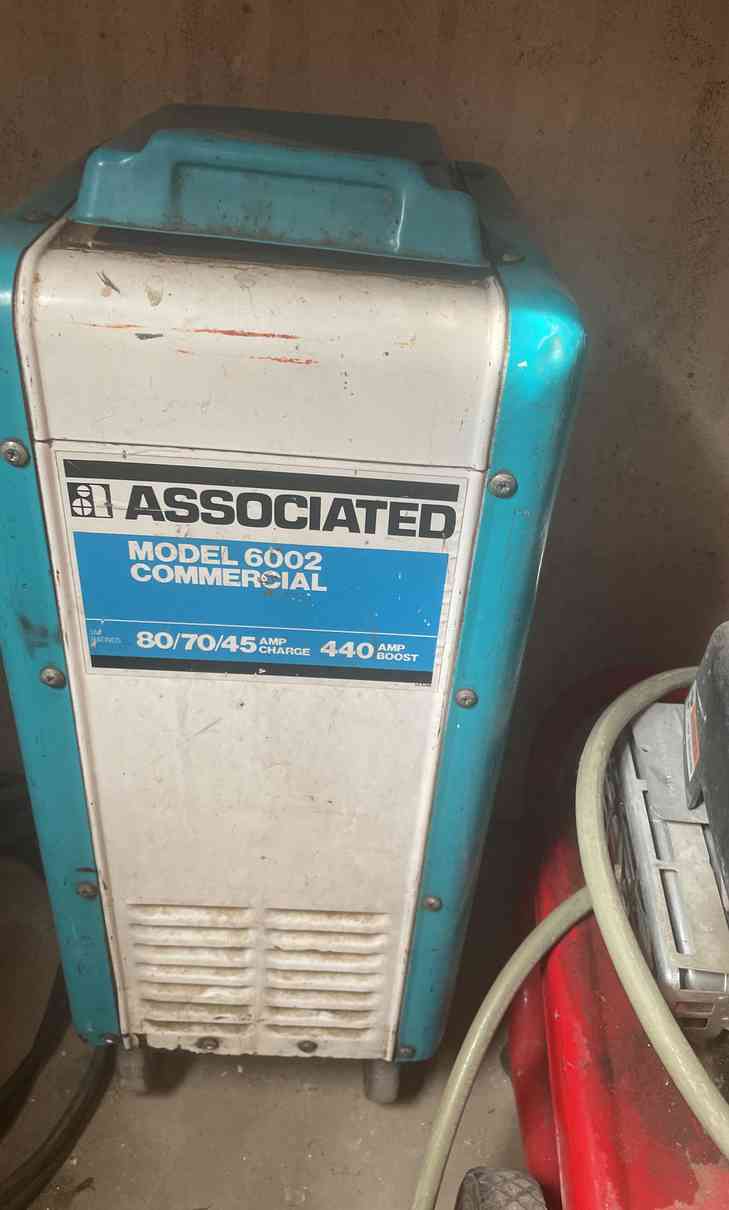 ASSOCIATED
MODEL 6002
COMMERCIAL
80/70/45 AMP CHARGE 440 AMP BOOST